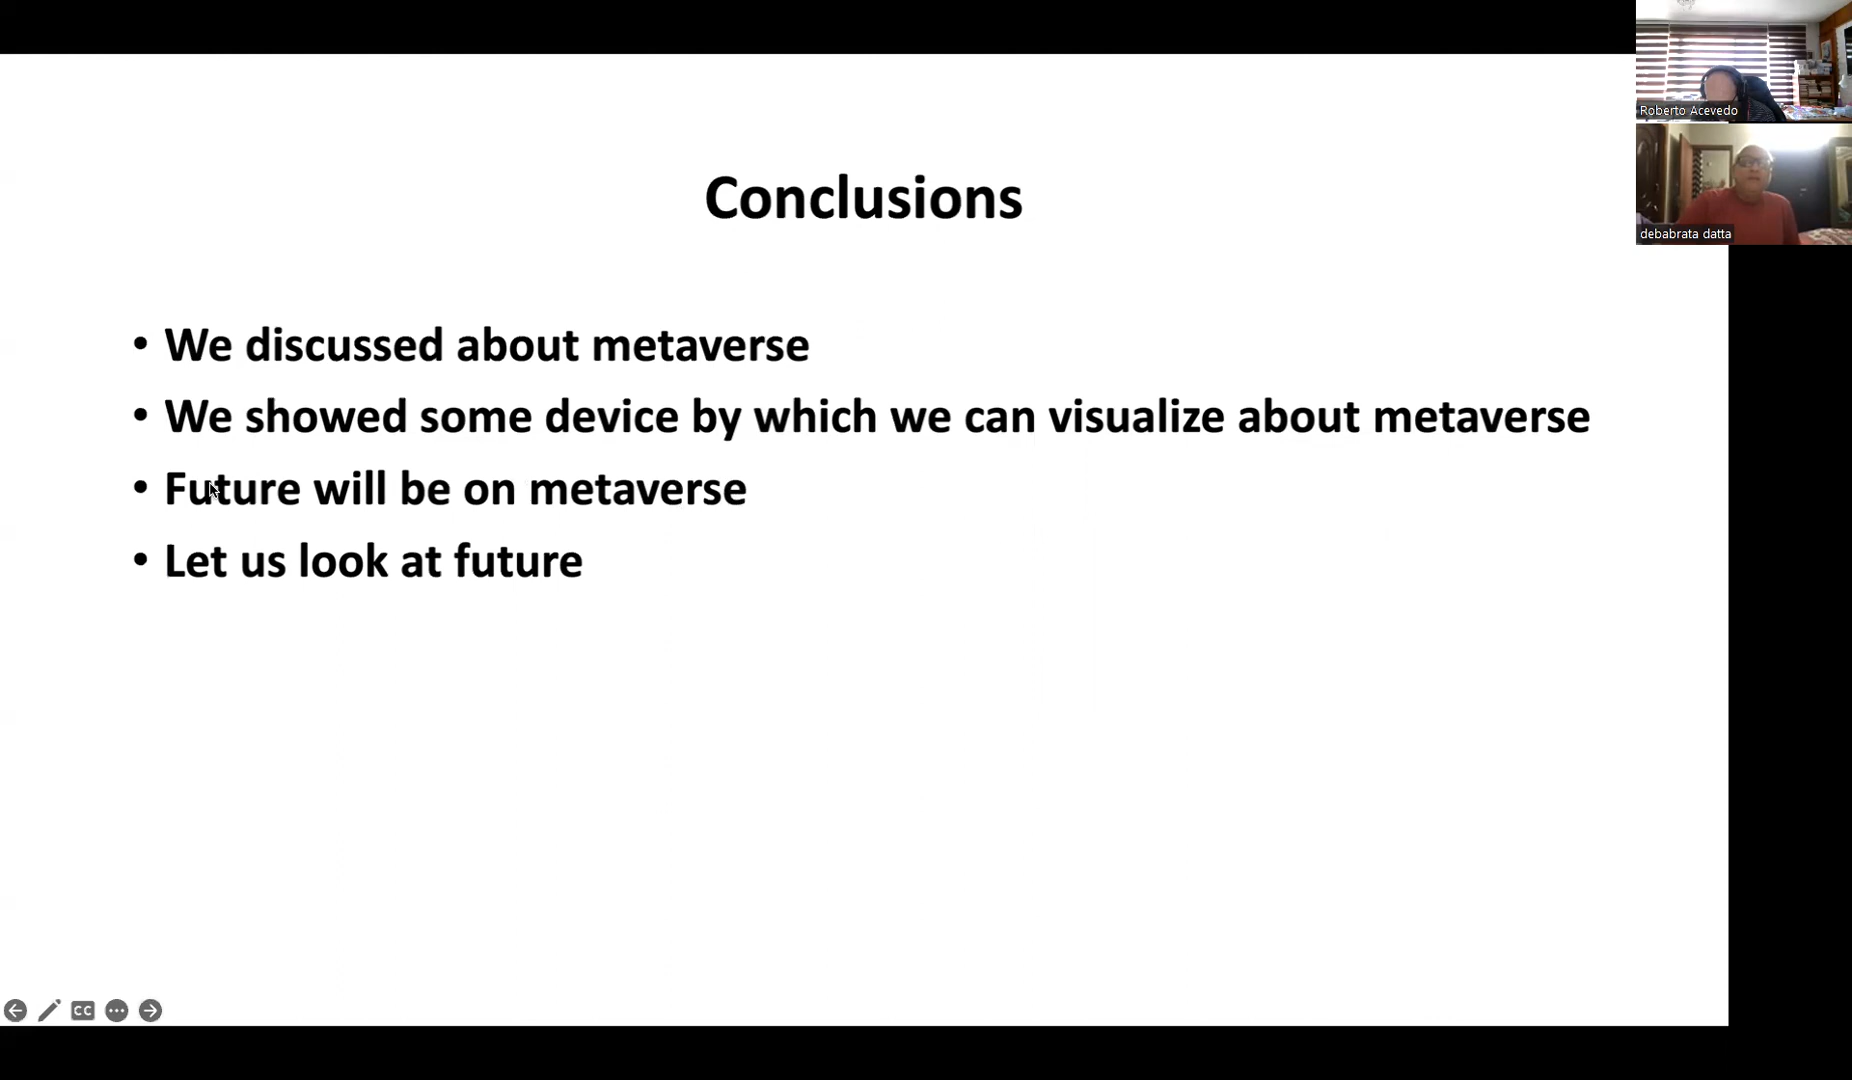 Roberto Acevedo
debabrata datta
Conclusions
• We discussed about metaverse
• We showed some device by which we can visualize about metaverse
• Future will be on metaverse
• Let us look at future
CC